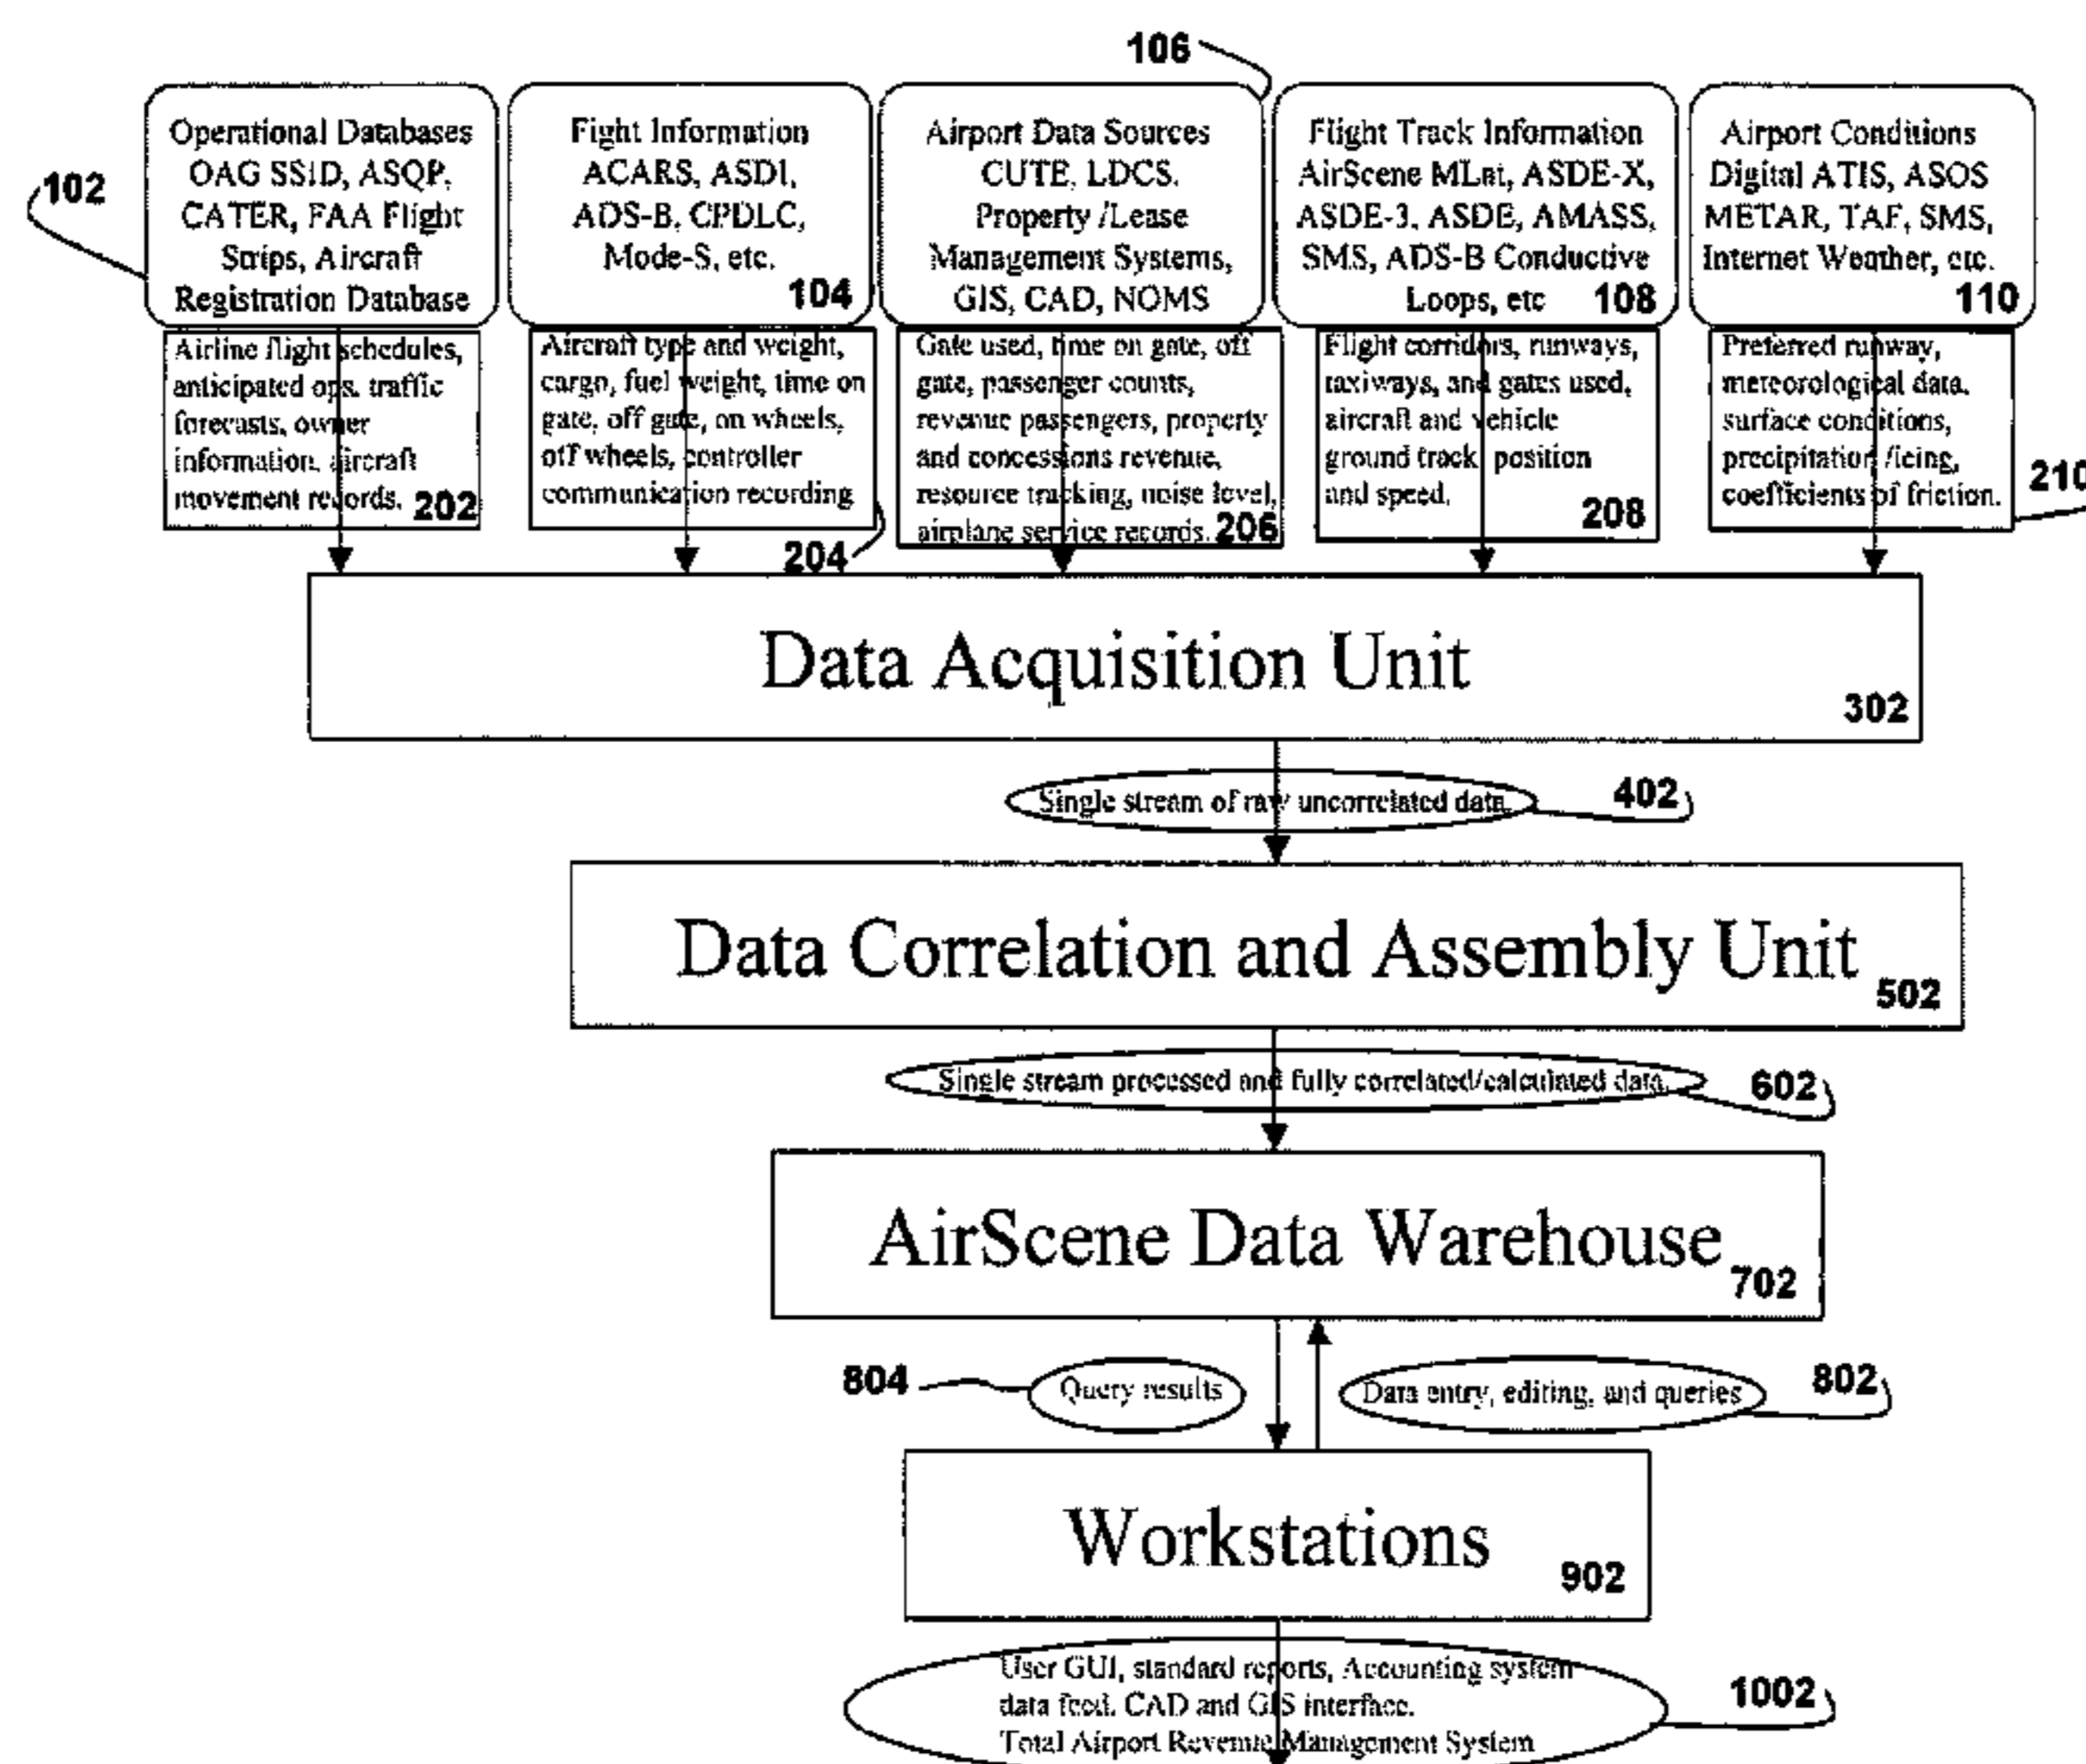 106
Operational Databases
OAG SSID, ASQP,
CATER, FAA Flight
Strips, Aircraft
Registration Database
102
Fight Information
ACARS, ASDI,
ADS-B, CPDLC,
Mode-S, etc.
104
Airport Data Sources
CUTE, LDCS,
Property /Lease
Management Systems,
GIS, CAD, NOMS
Flight Track Information
AirScene MLat, ASDE-X,
ASDE-3, ASDE, AMASS,
SMS, ADS-B Conductive
Loops, etc 108
Airport Conditions
Digital ATIS, ASOS
METAR, TAF, SMS,
Internet Weather, etc.
110
Airline flight schedules,
anticipated ops. traffic
forecasts, owner
information, aircraft
movement records. 202
Aircraft type and weight,
cargo, fuel weight, time on
gate, off gate, on wheels,
off wheels, controller
communication recording
204
Gate used, time on gate, off
gate, passenger counts,
revenue passengers, property
and concessions revenue,
resource tracking, noise level,
airplane service records. 206
Flight corridors, runways,
taxiways, and gates used,
aircraft and vehicle
ground track position
and speed.
208
Preferred runway,
meteorological data,
surface conditions,
precipitation /icing,
coefficients of friction.
210
Data Acquisition Unit
302
Single stream of raw uncorrelated data.
402
Data Correlation and Assembly Unit
502
Single stream processed and fully correlated/calculated data.
602
AirScene Data Warehouse
702
804
Query results
Data entry, editing, and queries
802
Workstations
902
User GUI, standard reports, Accounting system
data feed. CAD and GIS interface.
Total Airport Revenue Management System
1002